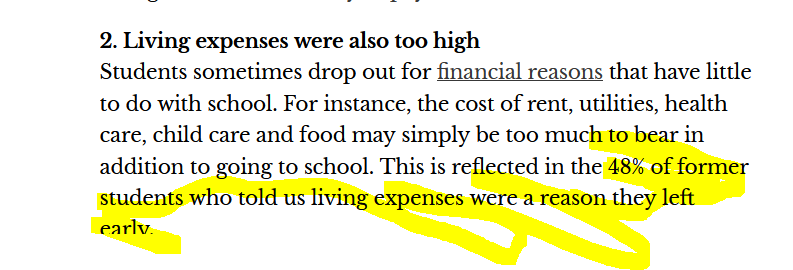 2. Living expenses were also too high
Students sometimes drop out for financial reasons that have little
to do with school. For instance, the cost of rent, utilities, health
care, child care and food may simply be too much to bear in
addition to going to school. This is reflected in the 48% of former
students who told us living expenses were a reason they left
early.